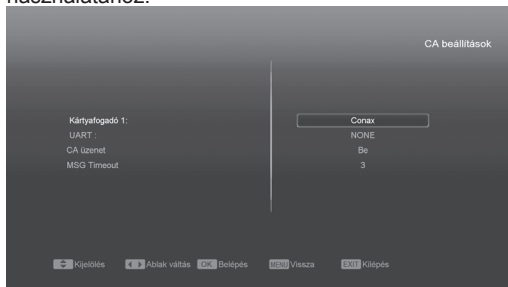 használatához.
CA beállítások
Kártyafogadó 1: Conax
UART : NONE
CA üzenet Be
MSG Timeout 3
Kijelölés Ablak váltás OK Belépés MENU Vissza EXIT Kilépés